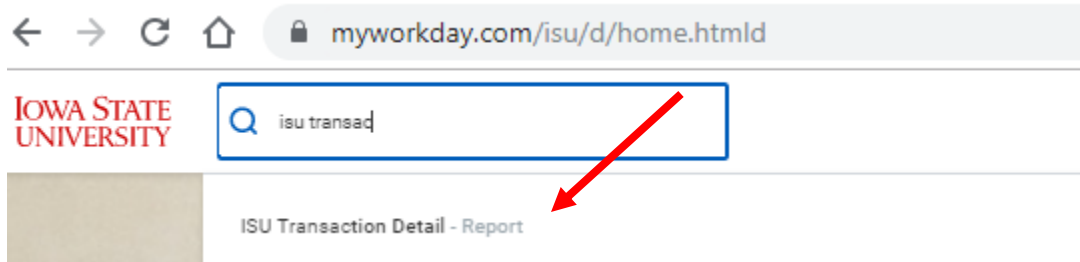 myworkday.com/isu/d/home.htmld
IOWA STATE
UNIVERSITY
isu transac
ISU Transaction Detail - Report